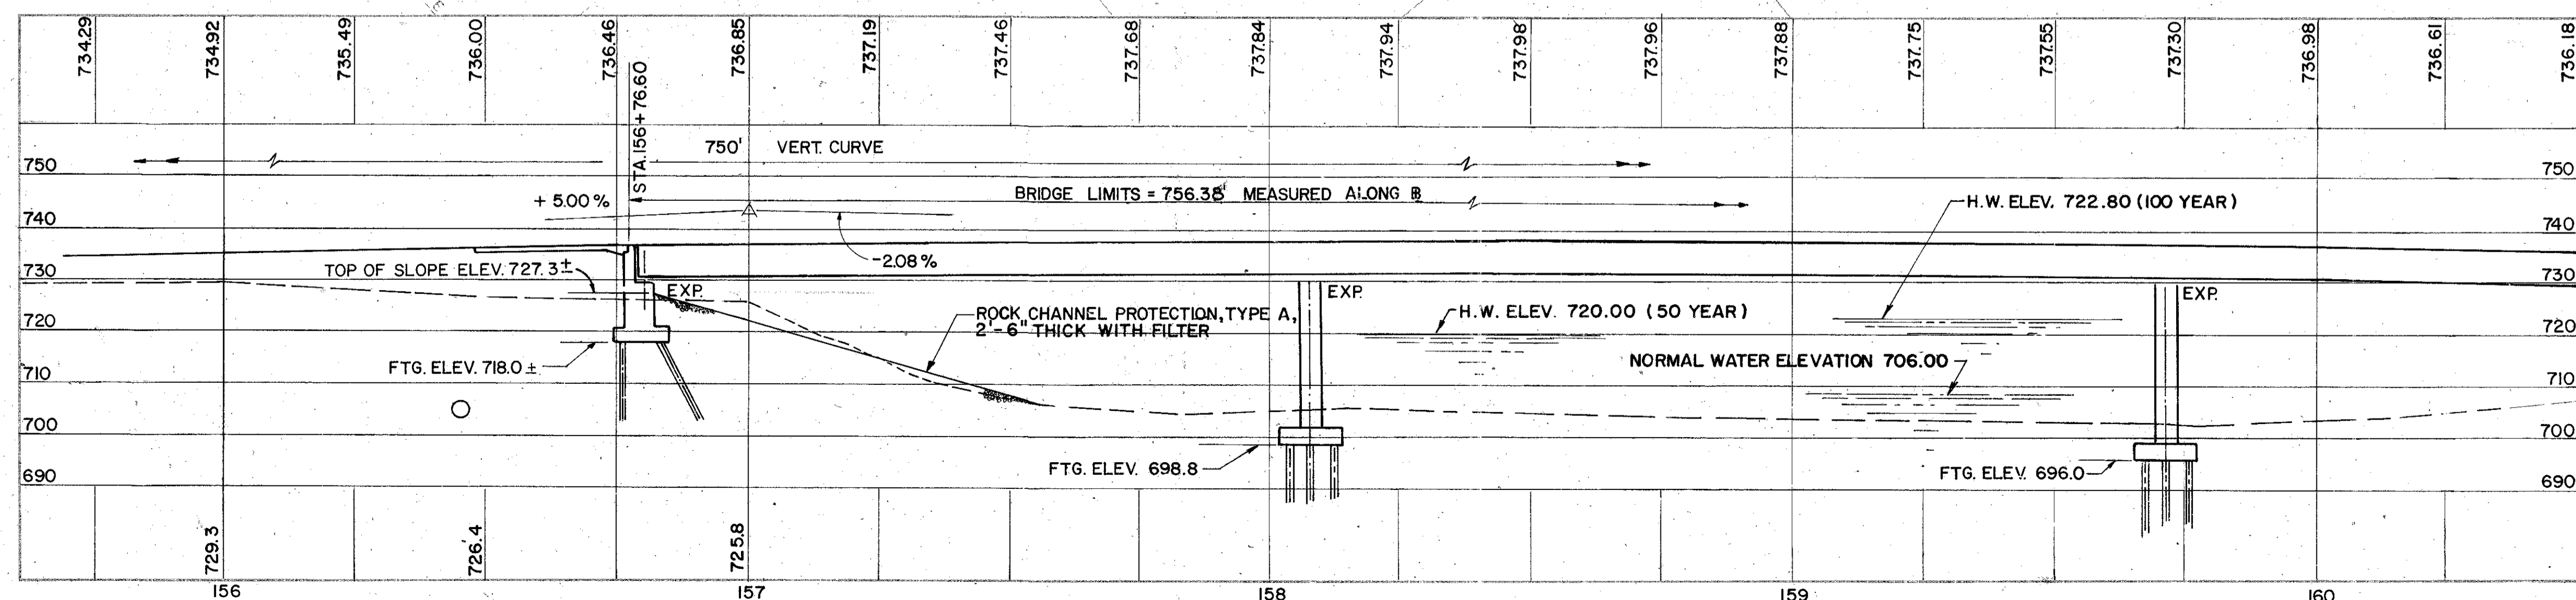 734.29
734.92
735.49
736.00
736.46
736.85
737.19
737.46
737.68
737.84
737.94
737.98
737.96
737.88
737.75
737.55
737.30
736.98
736.61
736.18
STA. 156+76.60
750' VERT. CURVE
750
750
+ 5.00 %
BRIDGE LIMITS = 756.38' MEASURED ALONG B
H.W. ELEV. 722.80 (100 YEAR)
740
740
-2.08 %
TOP OF SLOPE ELEV. 727.3±
730
730
EXP.
EXP.
EXP.
ROCK CHANNEL PROTECTION, TYPE A,
2'-6" THICK WITH FILTER
H.W. ELEV. 720.00 (50 YEAR)
720
720
FTG. ELEV. 718.0 ±
NORMAL WATER ELEVATION 706.00
710
710
700
700
FTG. ELEV. 698.8
FTG. ELEV. 696.0
690
690
729.3
726.4
725.8
156
157
158
159
160